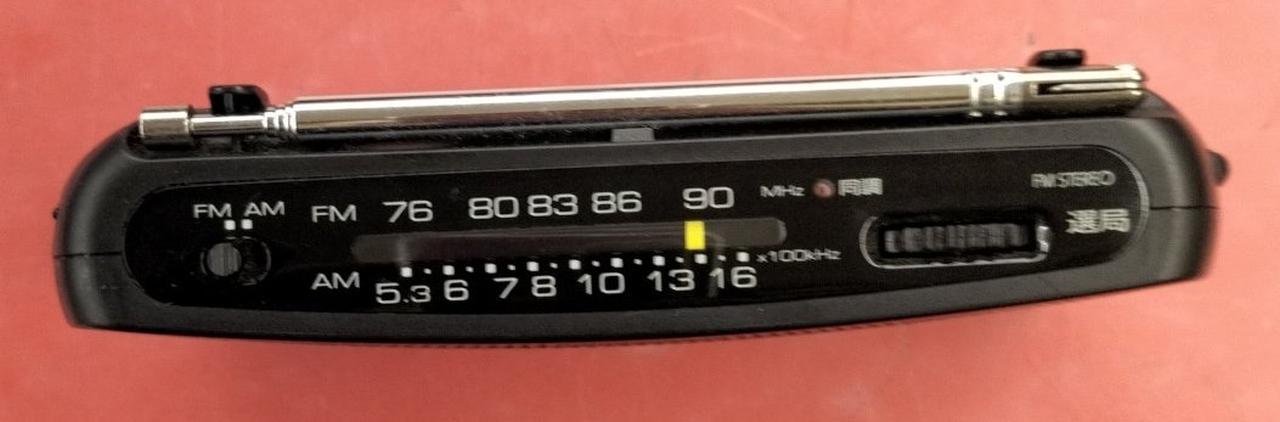 FM AM
FM 76 80 83 86 90 MHz 同調
FM STEREO
選局
AM 5.3 6 7 8 10 13 16 x100kHz